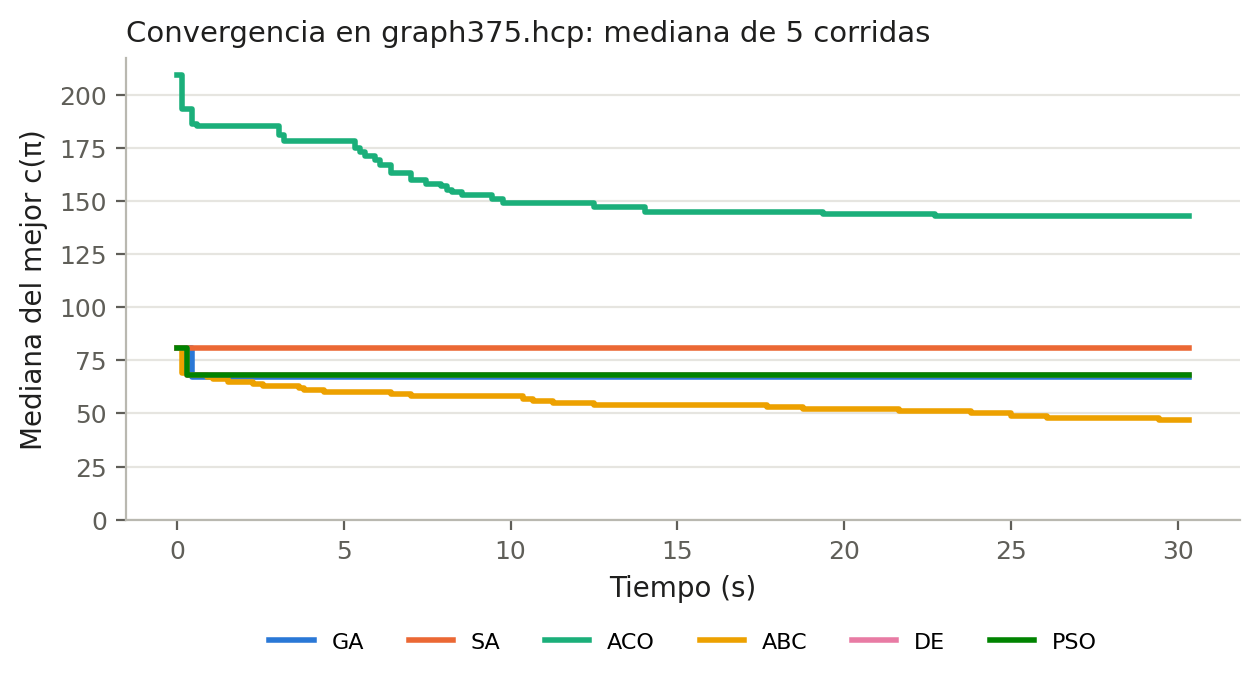 Convergencia en graph375.hcp: mediana de 5 corridas
Mediana del mejor c(π)
200
175
150
125
100
75
50
25
0
0 5 10 15 20 25 30
Tiempo (s)
GA SA ACO ABC DE PSO